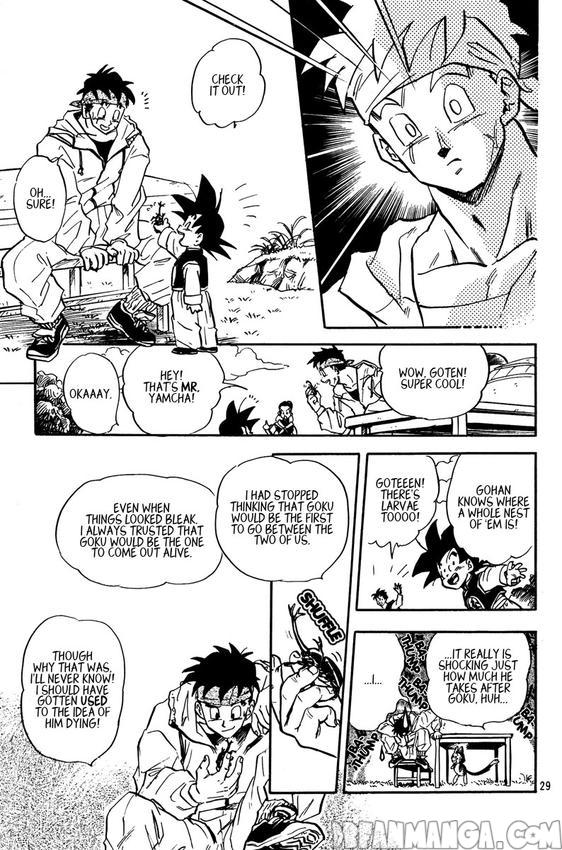 CHECK
IT OUT!
OH...
SURE!
WOW, GOTEN!
SUPER COOL!
HEY!
THAT'S MR.
YAMCHA!
OKAAAY.
GOHAN
KNOWS WHERE
A WHOLE NEST
OF 'EM IS!
GOTEEEN!
THERE'S
LARVAE
TOOOO!
...IT REALLY IS
SHOCKING JUST
HOW MUCH HE
TAKES AFTER
GOKU, HUH...
...I...
BA-
THUMP
BA-
THUMP
I HAD STOPPED
THINKING THAT GOKU
WOULD BE THE FIRST
TO GO BETWEEN THE
TWO OF US.
EVEN WHEN
THINGS LOOKED BLEAK,
I ALWAYS TRUSTED THAT
GOKU WOULD BE THE ONE
TO COME OUT ALIVE.
SHUFFLE
THOUGH
WHY THAT WAS,
I'LL NEVER KNOW!
I SHOULD HAVE
GOTTEN USED
TO THE IDEA OF
HIM DYING!
29
DBFANMANGA.COM